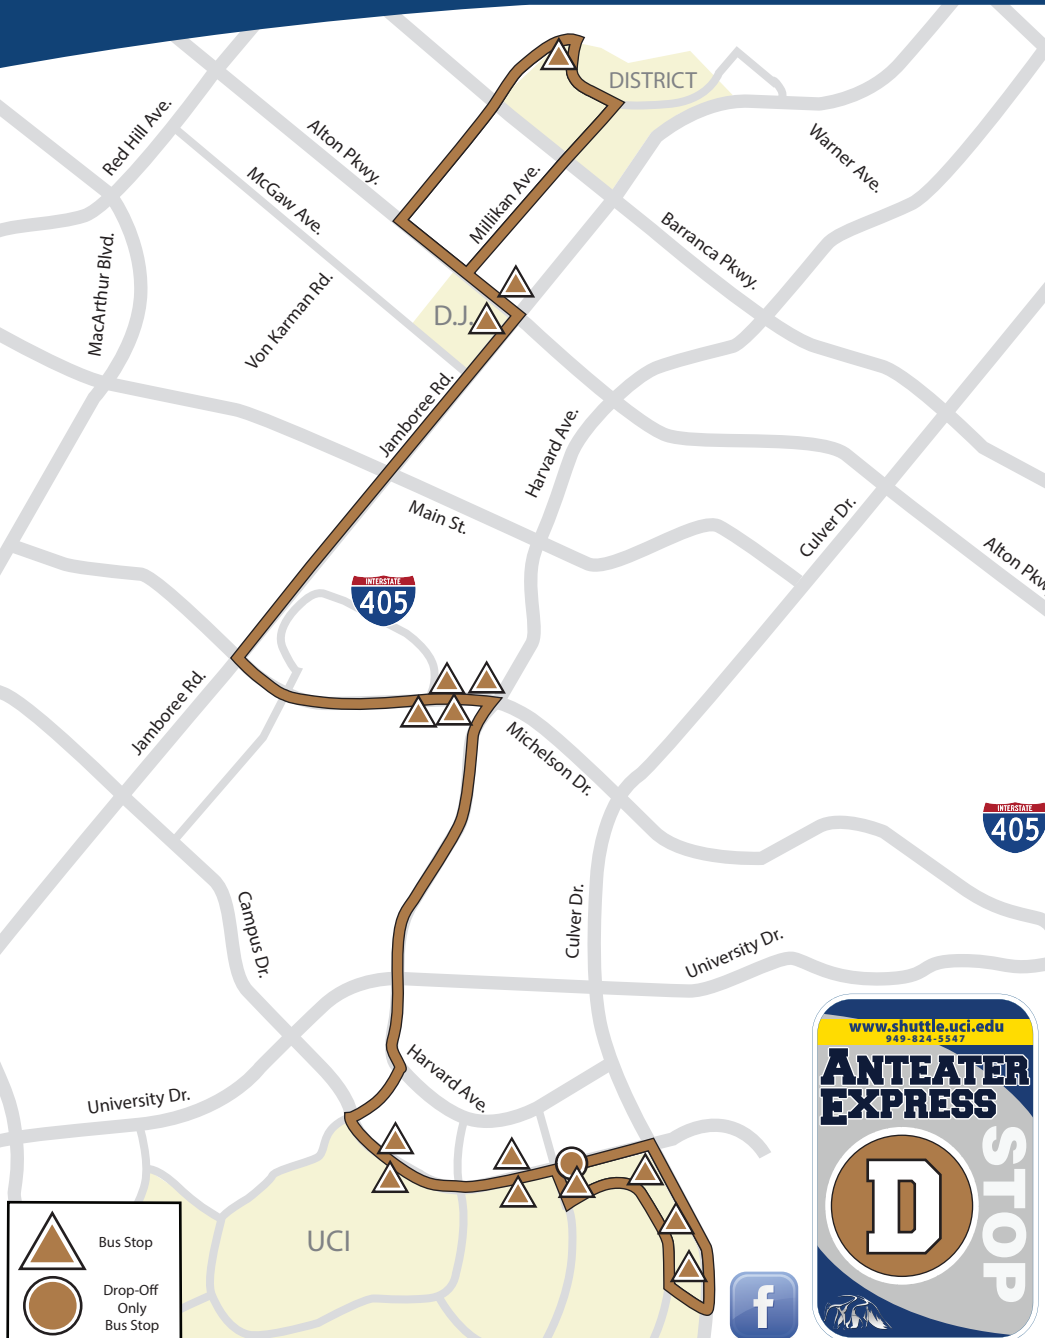 DISTRICT
Red Hill Ave.
Alton Pkwy.
Warner Ave.
McGaw Ave.
Millikan Ave.
Barranca Pkwy.
MacArthur Blvd.
Von Karman Rd.
D.J.
Jamboree Rd.
Harvard Ave.
Main St.
Culver Dr.
Alton Pkw
INTERSTATE
405
Jamboree Rd.
Michelson Dr.
INTERSTATE
405
Campus Dr.
Culver Dr.
University Dr.
Harvard Ave.
University Dr.
UCI
Bus Stop
Drop-Off
Only
Bus Stop
f
www.shuttle.uci.edu
949-824-5547
ANTEATER
EXPRESS
D
STOP